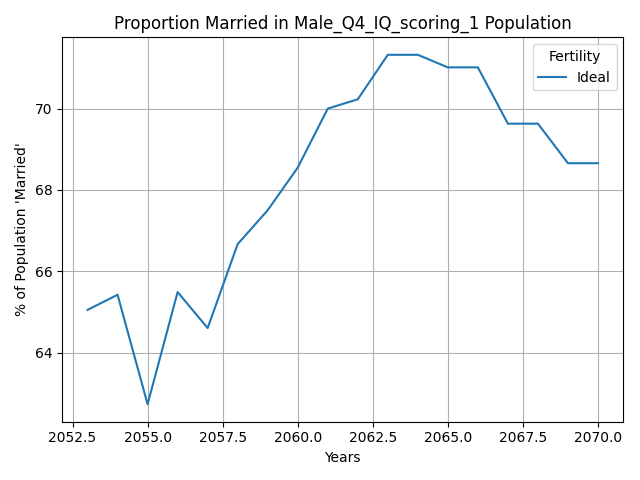 Proportion Married in Male_Q4_IQ_scoring_1 Population
Fertility
Ideal
% of Population 'Married'
70
68
66
64
2052.5 2055.0 2057.5 2060.0 2062.5 2065.0 2067.5 2070.0
Years